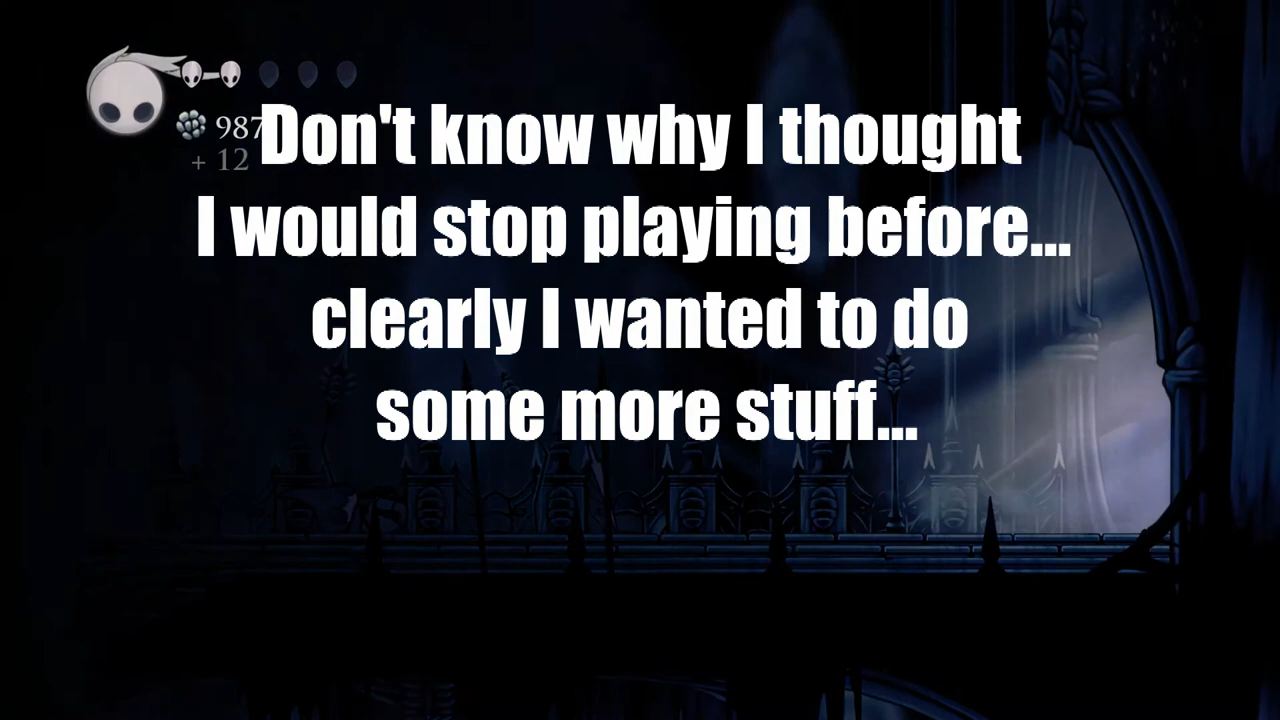 987
+ 12
Don't know why I thought
I would stop playing before...
clearly I wanted to do
some more stuff...